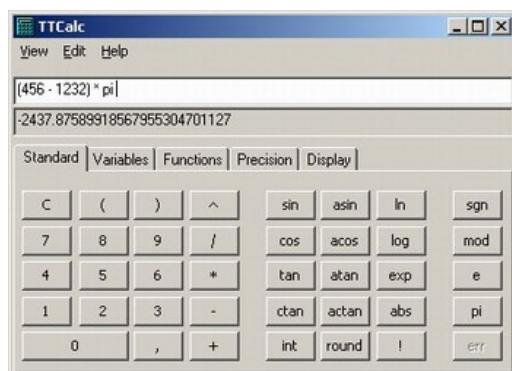 TTCalc
View Edit Help
(456 - 1232) * pi
-2437.87589918567955304701127
Standard Variables Functions Precision Display
C ( ) ^ sin asin ln sgn
7 8 9 / cos acos log mod
4 5 6 * tan atan exp e
1 2 3 - ctan actan abs pi
0 , + int round ! err